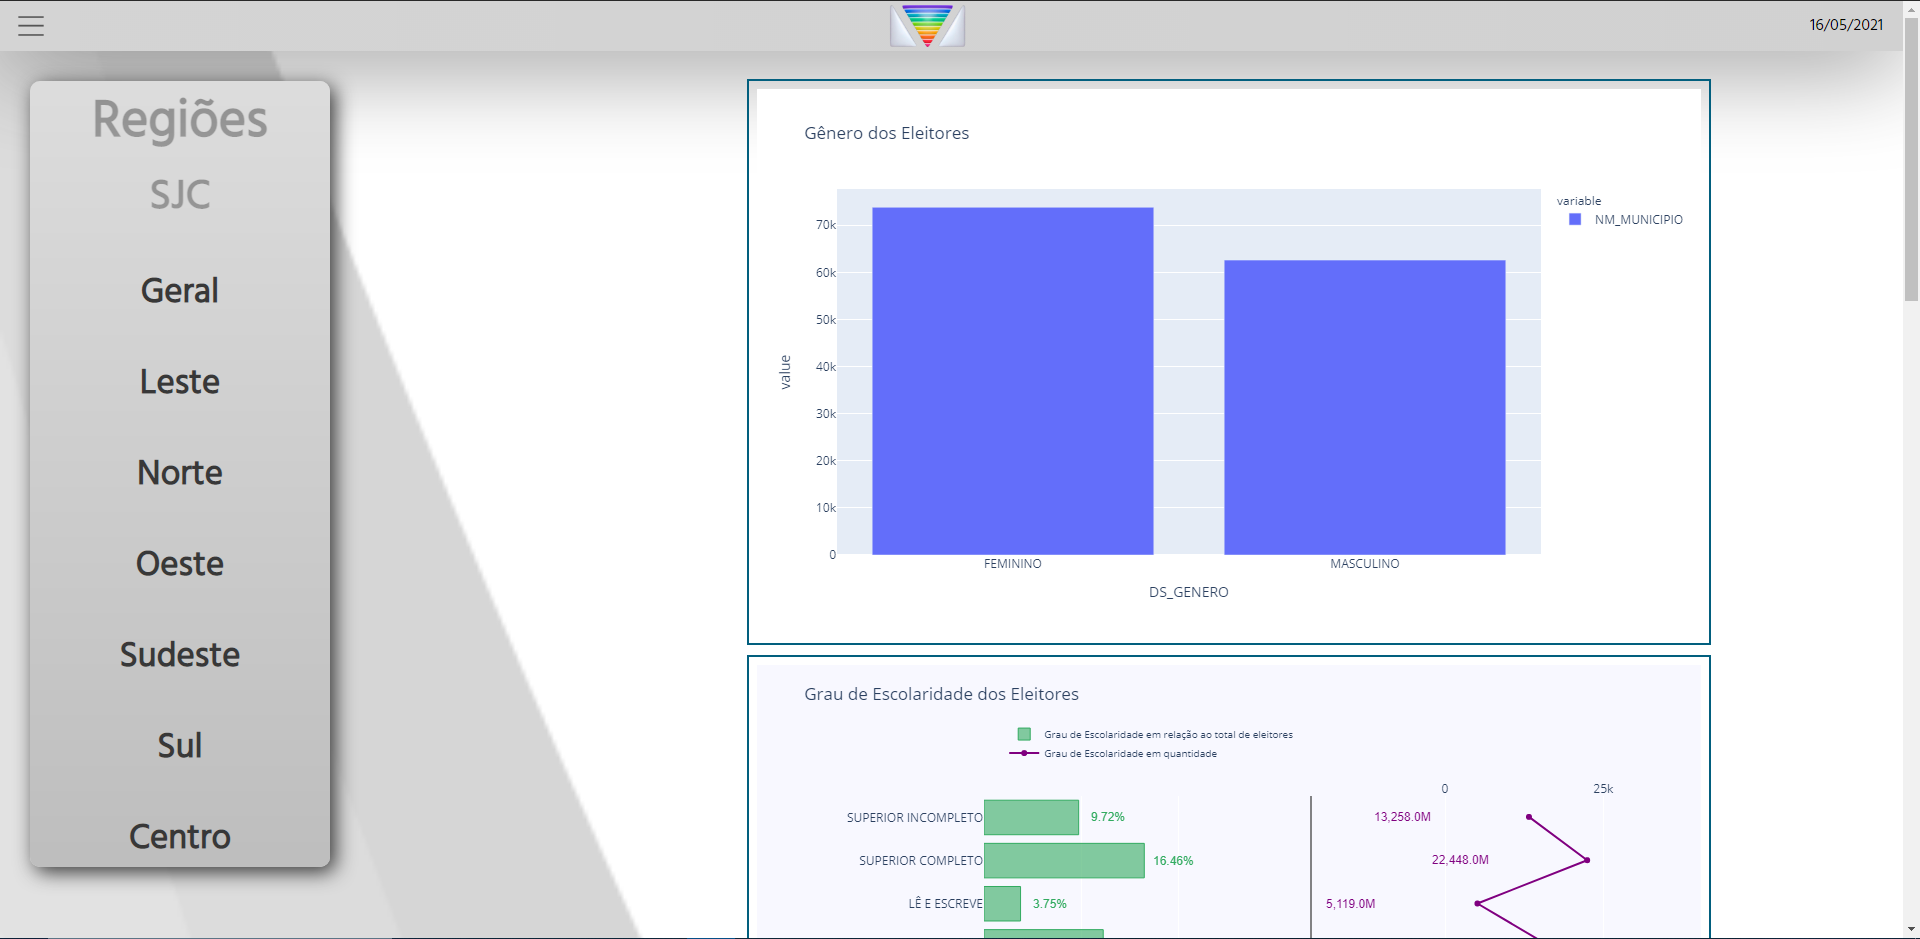 16/05/2021
Regiões
SJC
Geral
Leste
Norte
Oeste
Sudeste
Sul
Centro
Gênero dos Eleitores
variable
NM_MUNICIPIO
70k
60k
50k
40k
30k
20k
10k
0
value
FEMININO MASCULINO
DS_GENERO
Grau de Escolaridade dos Eleitores
Grau de Escolaridade em relação ao total de eleitores
Grau de Escolaridade em quantidade
0 25k
SUPERIOR INCOMPLETO 9.72% 13,258.0M
SUPERIOR COMPLETO 16.46% 22,448.0M
LÊ E ESCREVE 3.75% 5,119.0M